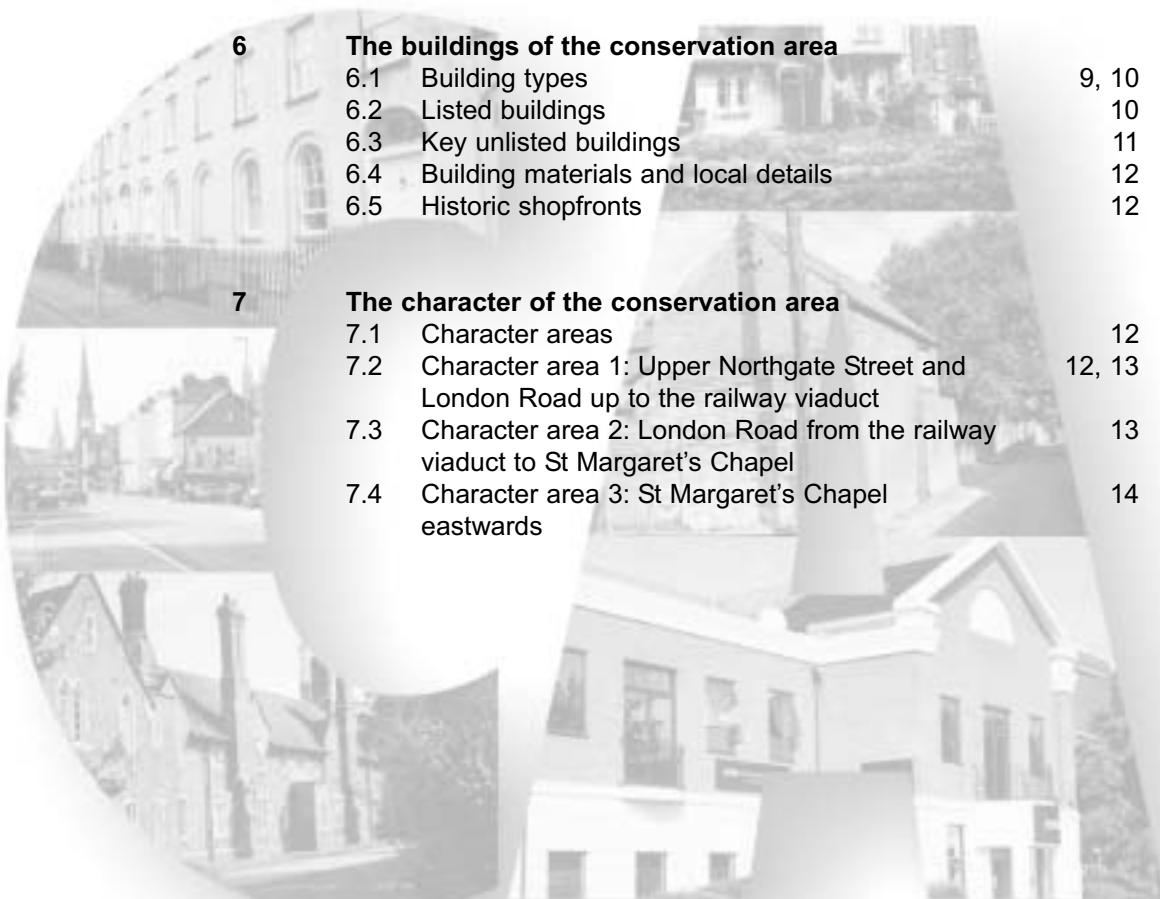 6 The buildings of the conservation area
6.1 Building types 9, 10
6.2 Listed buildings 10
6.3 Key unlisted buildings 11
6.4 Building materials and local details 12
6.5 Historic shopfronts 12
7 The character of the conservation area
7.1 Character areas 12
7.2 Character area 1: Upper Northgate Street and 12, 13
London Road up to the railway viaduct
7.3 Character area 2: London Road from the railway 13
viaduct to St Margaret's Chapel
7.4 Character area 3: St Margaret's Chapel 14
eastwards